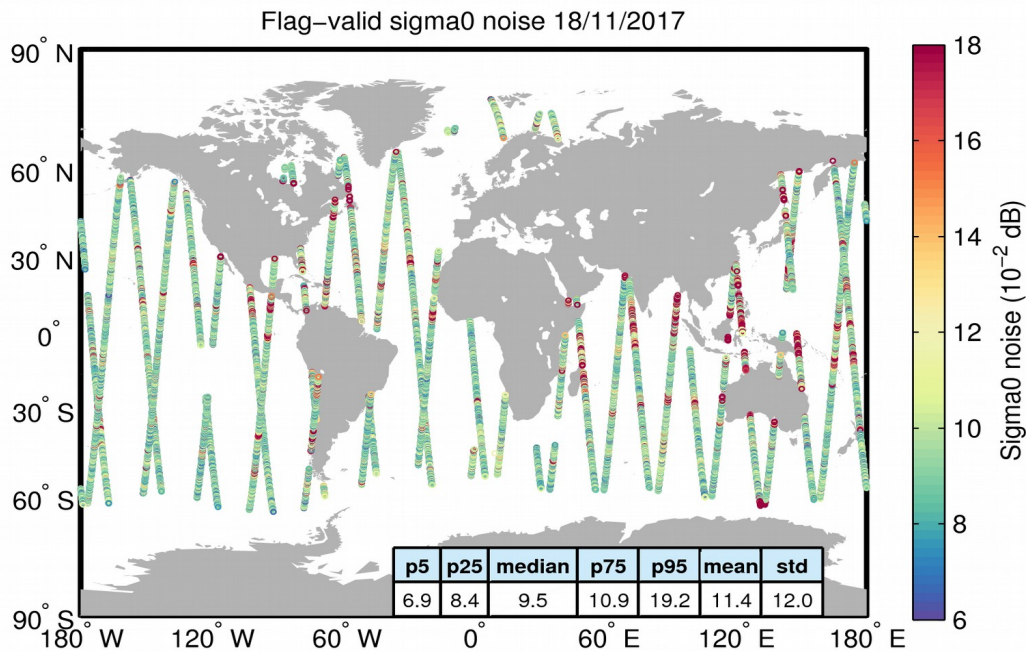 Flag−valid sigma0 noise 18/11/2017
90° N
60° N
30° N
0°
30° S
60° S
90° S
180° W 120° W 60° W 0° 60° E 120° E 180° E
p5 p25 median p75 p95 mean std
6.9 8.4 9.5 10.9 19.2 11.4 12.0
18
16
14
12
10
8
6
Sigma0 noise (10⁻² dB)